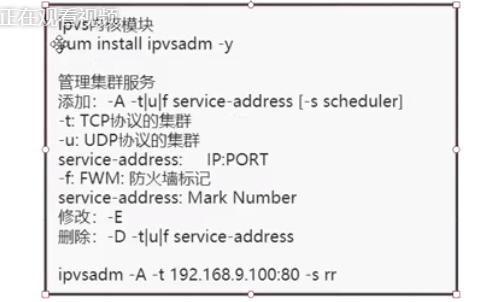 正在观看视频
ipvs内核模块
yum install ipvsadm -y
管理集群服务
添加：-A -t|u|f service-address [-s scheduler]
-t: TCP协议的集群
-u: UDP协议的集群
service-address: IP:PORT
-f: FWM: 防火墙标记
service-address: Mark Number
修改：-E
删除：-D -t|u|f service-address
ipvsadm -A -t 192.168.9.100:80 -s rr